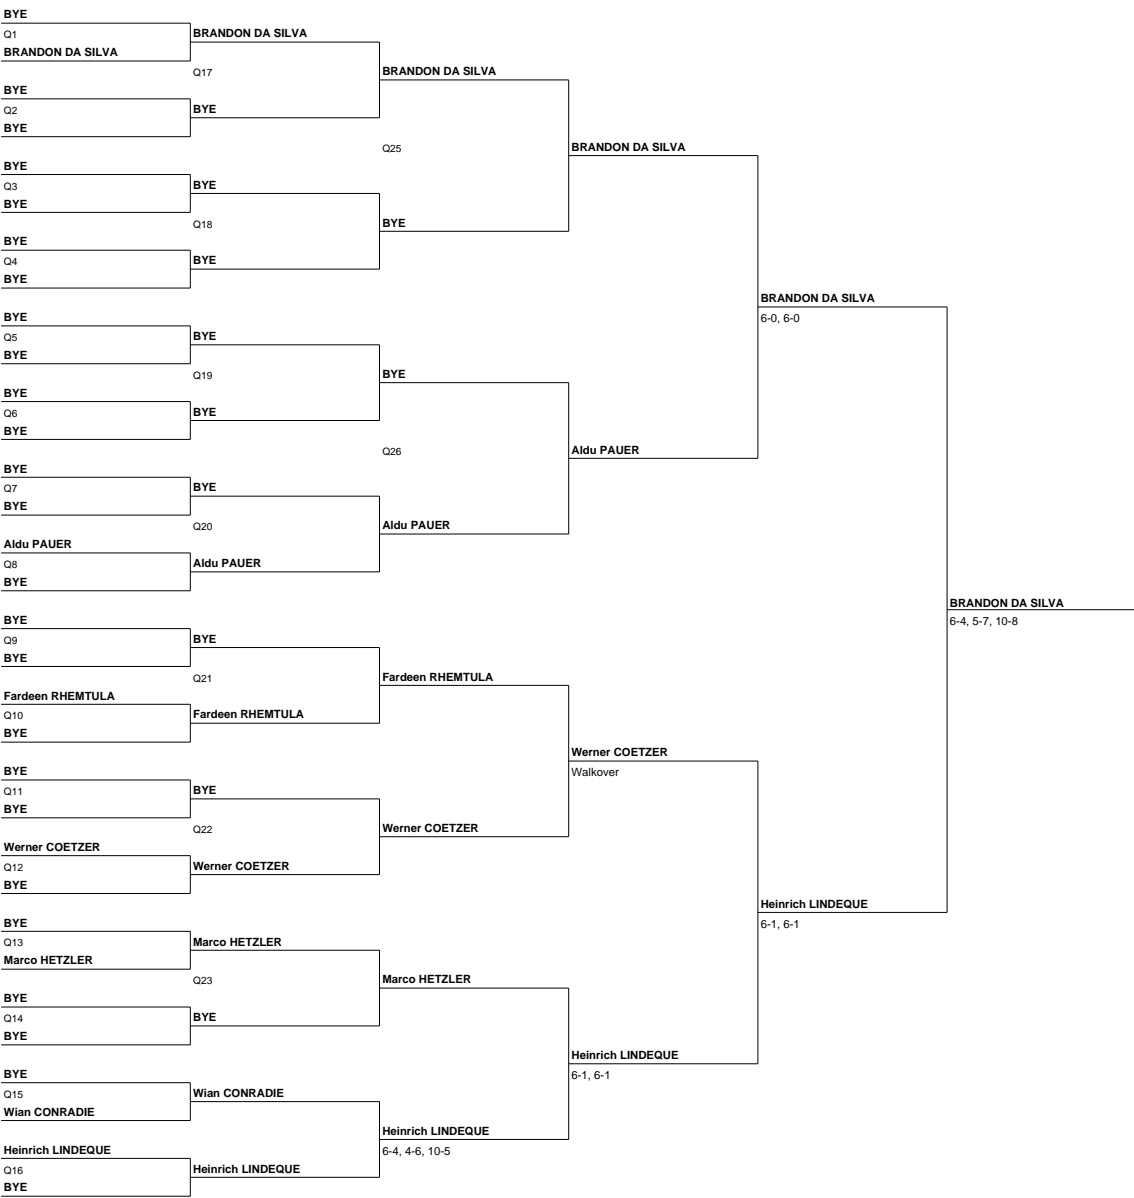 BYE
Q1
BRANDON DA SILVA
BYE
Q2
BYE
BYE
Q3
BYE
BYE
Q4
BYE
BYE
Q5
BYE
BYE
Q6
BYE
BYE
Q7
BYE
Aldu PAUER
Q8
BYE
BYE
Q9
BYE
Fardeen RHEMTULA
Q10
BYE
BYE
Q11
BYE
Werner COETZER
Q12
BYE
BYE
Q13
Marco HETZLER
BYE
Q14
BYE
BYE
Q15
Wian CONRADIE
Heinrich LINDEQUE
Q16
BYE
BRANDON DA SILVA
Q17
BYE
BYE
Q18
BYE
BYE
Q19
BYE
BYE
Q20
Aldu PAUER
BYE
Q21
Fardeen RHEMTULA
BYE
Q22
Werner COETZER
Marco HETZLER
Q23
BYE
Wian CONRADIE
Heinrich LINDEQUE
BRANDON DA SILVA
Q25
BYE
BYE
Q26
Aldu PAUER
Fardeen RHEMTULA
Werner COETZER
Marco HETZLER
Heinrich LINDEQUE
6-4, 4-6, 10-5
BRANDON DA SILVA
Aldu PAUER
Werner COETZER
Walkover
Heinrich LINDEQUE
6-1, 6-1
BRANDON DA SILVA
6-0, 6-0
Heinrich LINDEQUE
6-1, 6-1
BRANDON DA SILVA
6-4, 5-7, 10-8